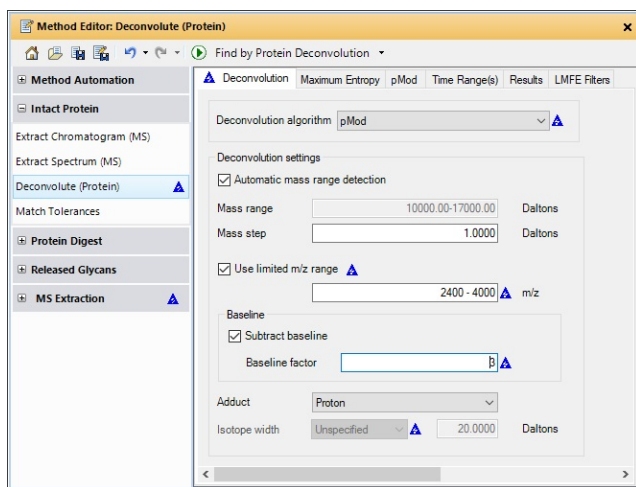 Method Editor: Deconvolute (Protein)
Find by Protein Deconvolution
Method Automation
Intact Protein
Extract Chromatogram (MS)
Extract Spectrum (MS)
Deconvolute (Protein)
Match Tolerances
Protein Digest
Released Glycans
MS Extraction
Deconvolution Maximum Entropy pMod Time Range(s) Results LMFE Filters
Deconvolution algorithm pMod
Deconvolution settings
Automatic mass range detection
Mass range 10000.00-17000.00 Daltons
Mass step 1.0000 Daltons
Use limited m/z range
2400 - 4000 m/z
Baseline
Subtract baseline
Baseline factor 3
Adduct Proton
Isotope width Unspecified 20.0000 Daltons